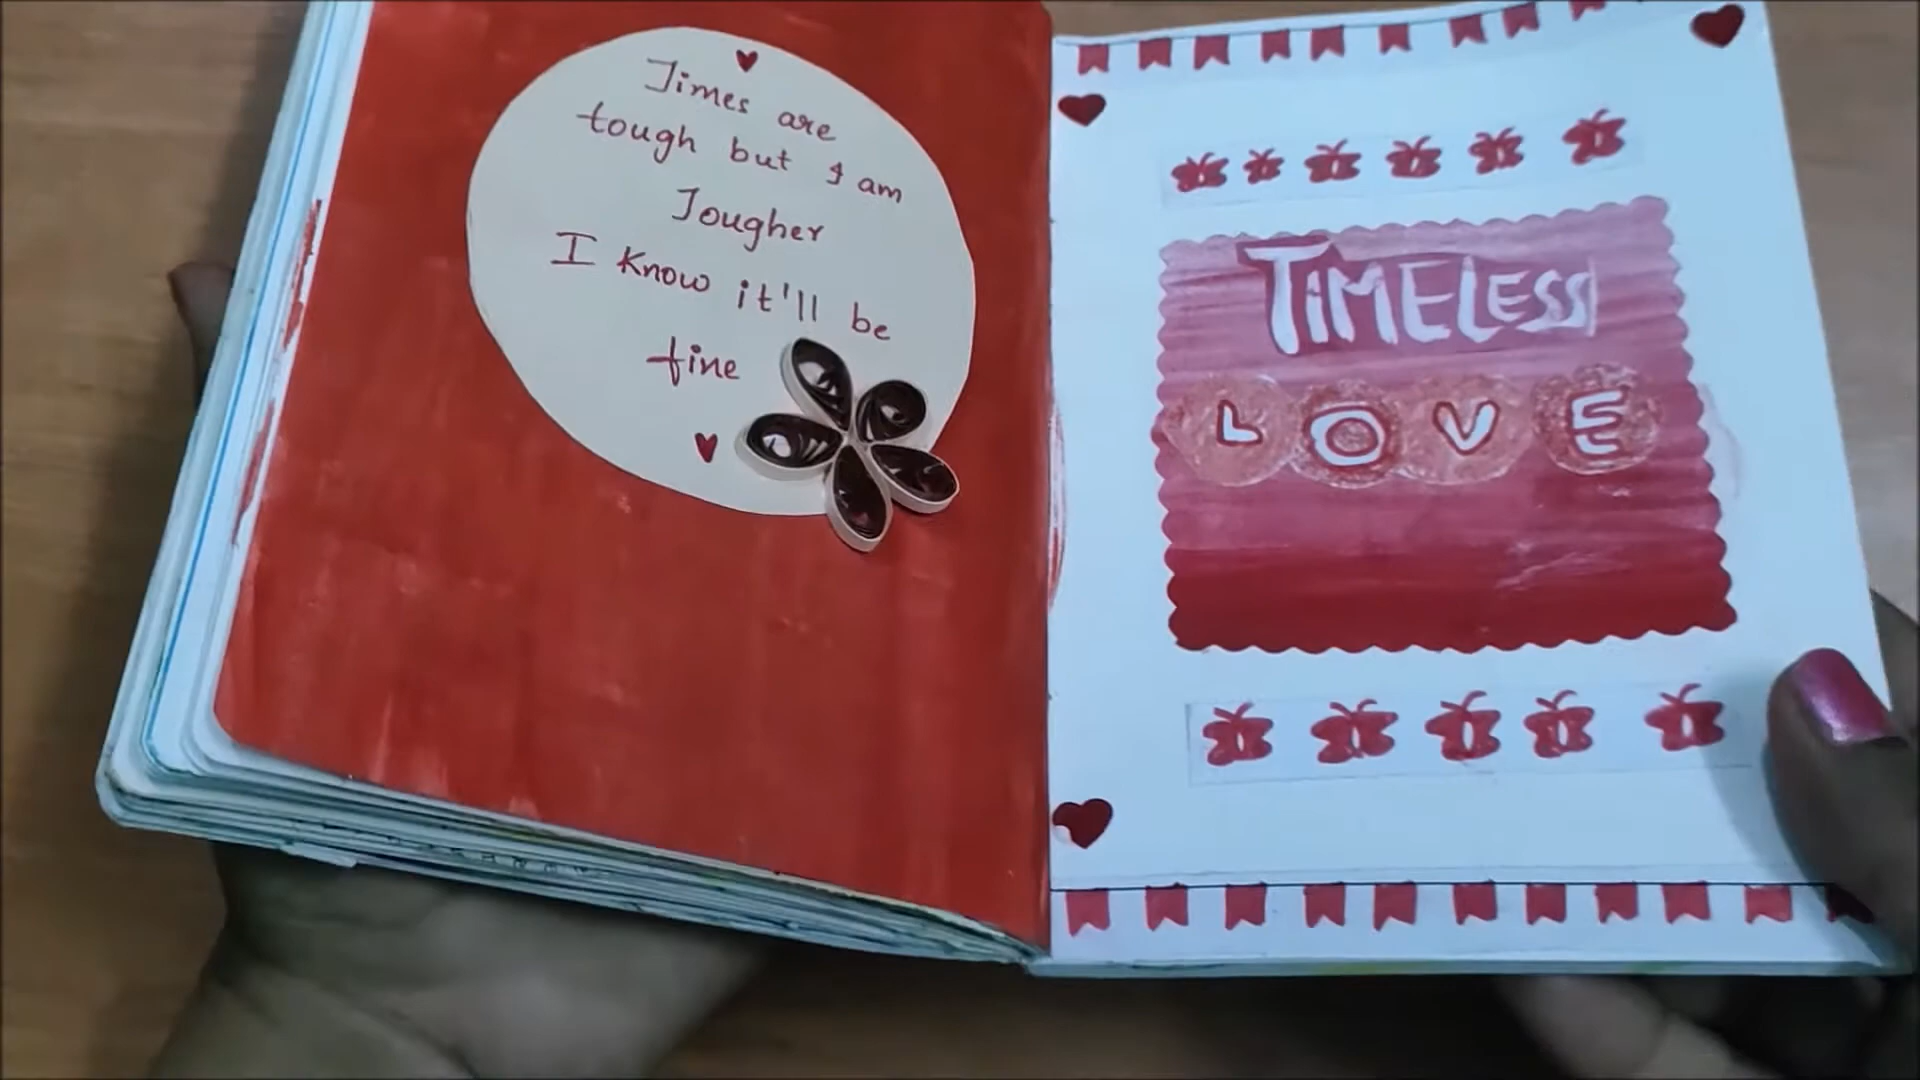 Times are
tough but I am
Tougher
I know it'll be
fine
TiMELESS
LOVE